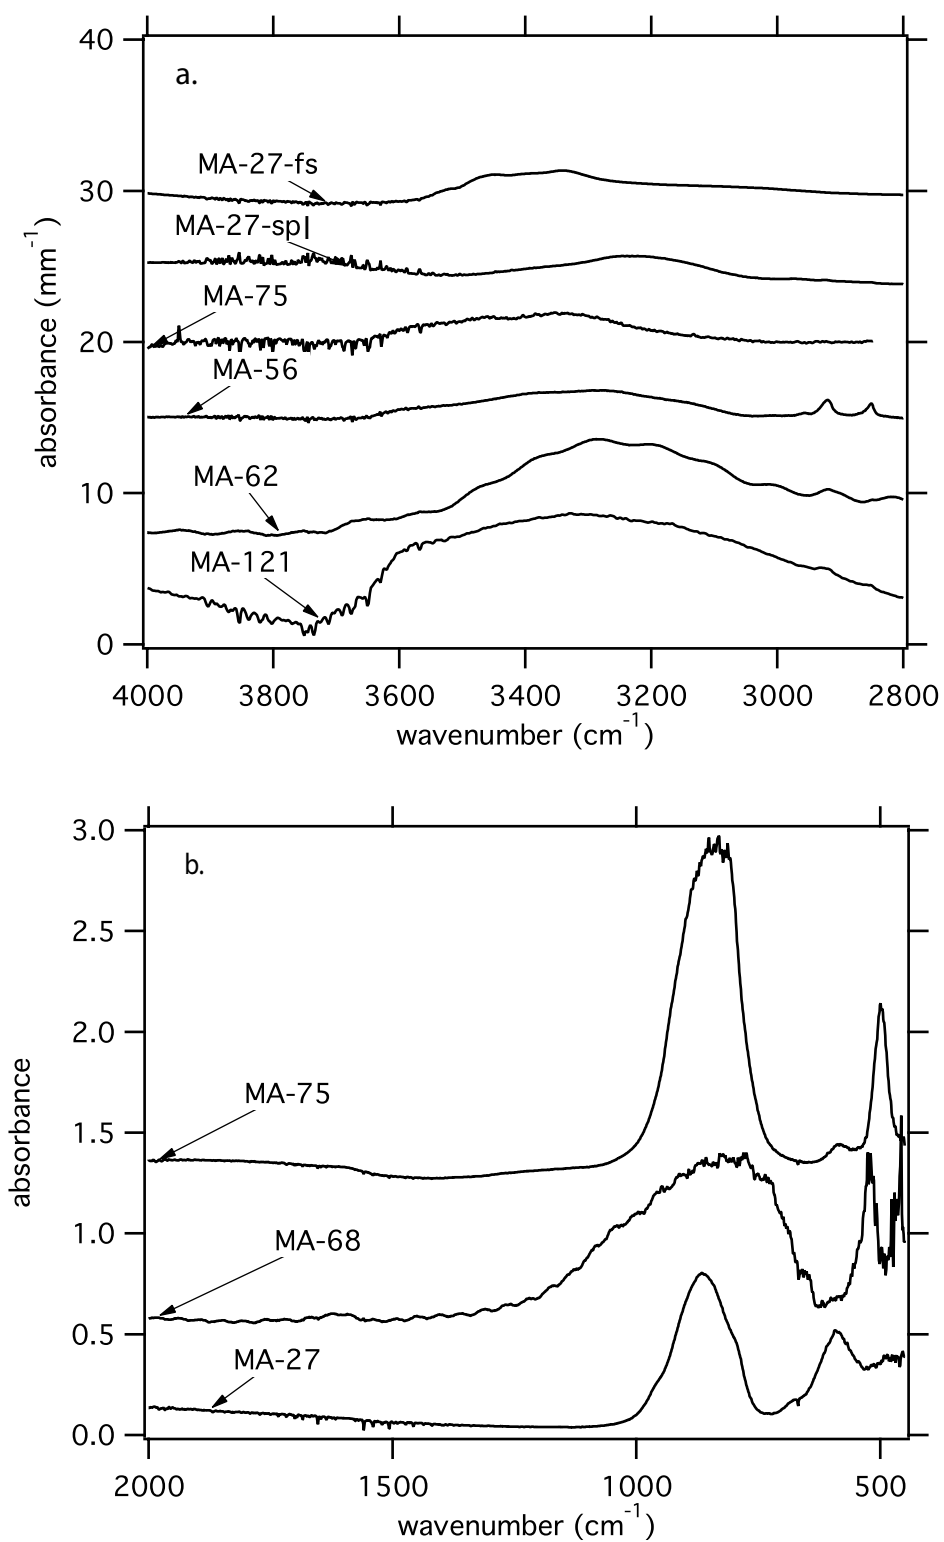 a.
40
30
20
10
0
absorbance (mm⁻¹)
MA-27-fs
MA-27-spl
MA-75
MA-56
MA-62
MA-121
4000 3800 3600 3400 3200 3000 2800
wavenumber (cm⁻¹)
b.
3.0
2.5
2.0
1.5
1.0
0.5
0.0
absorbance
MA-75
MA-68
MA-27
2000 1500 1000 500
wavenumber (cm⁻¹)